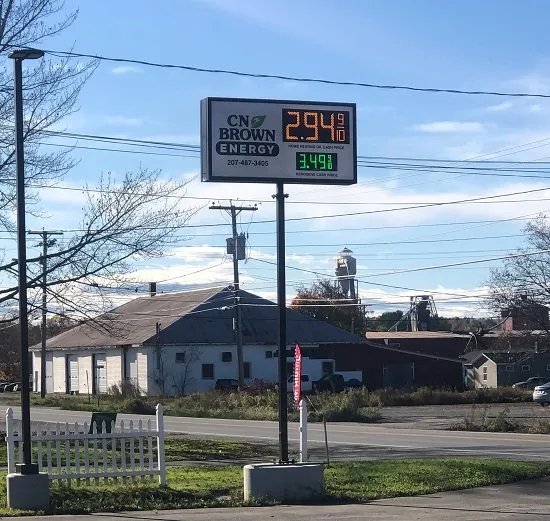 CN
BROWN
ENERGY
207-487-3405
2.94 9/10
HOME HEATING OIL CASH PRICE
3.49 9/10
KEROSENE CASH PRICE